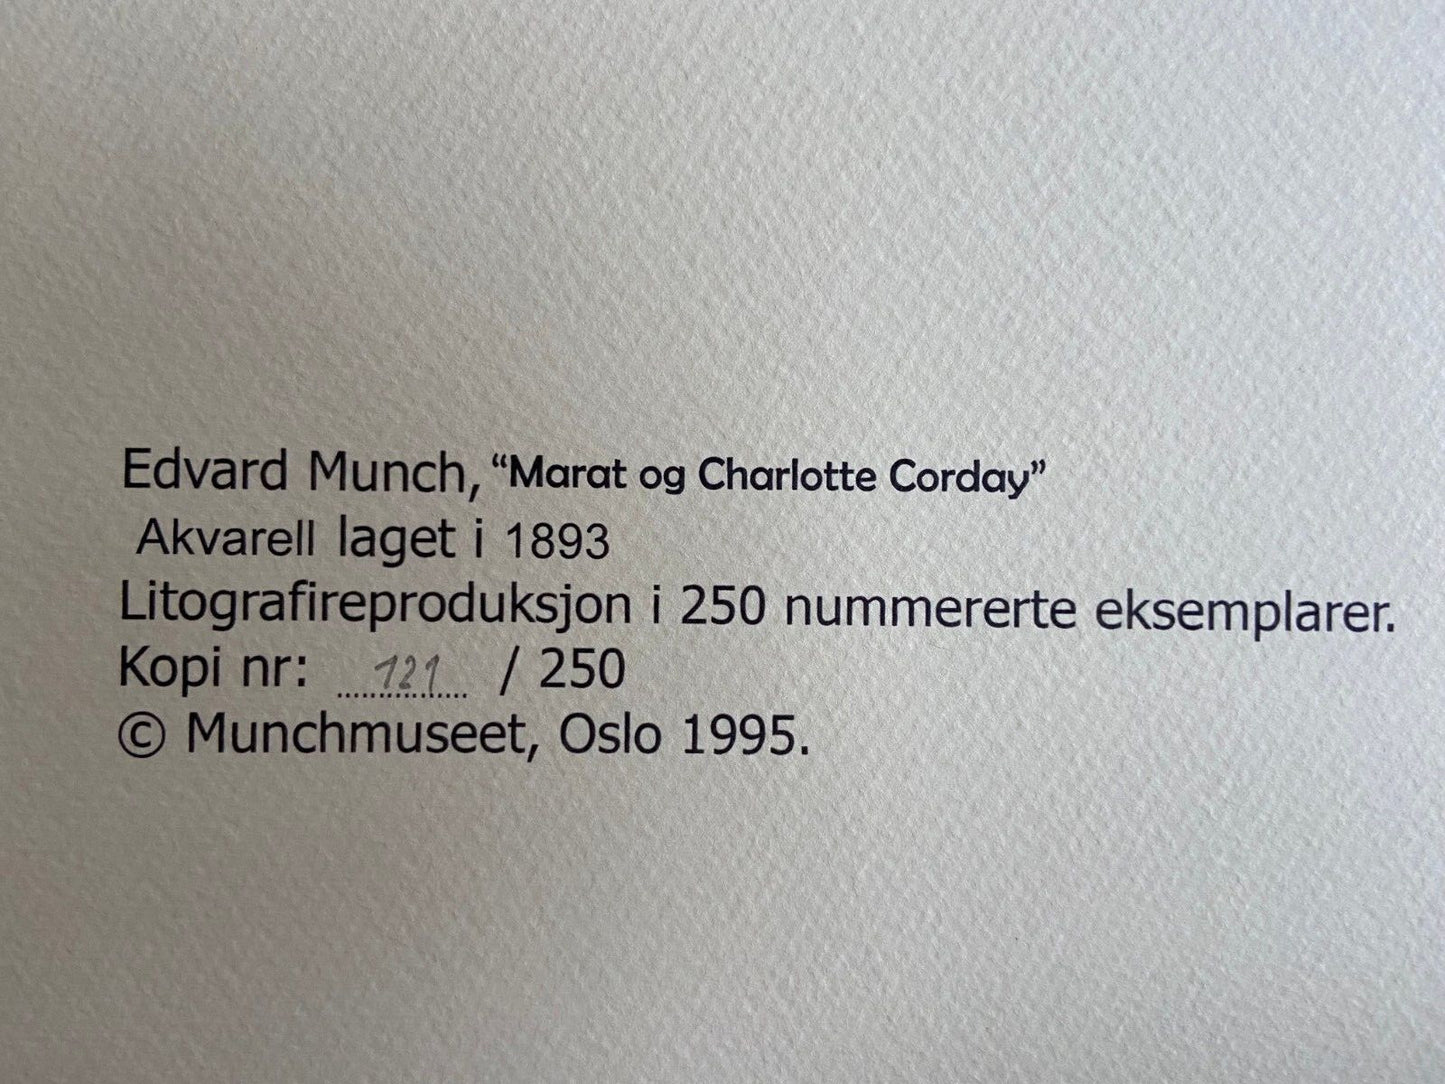 Edvard Munch, “Marat og Charlotte Corday”
Akvarell laget i 1893
Litografireproduksjon i 250 nummererte eksemplarer.
Kopi nr: 121 / 250
© Munchmuseet, Oslo 1995.